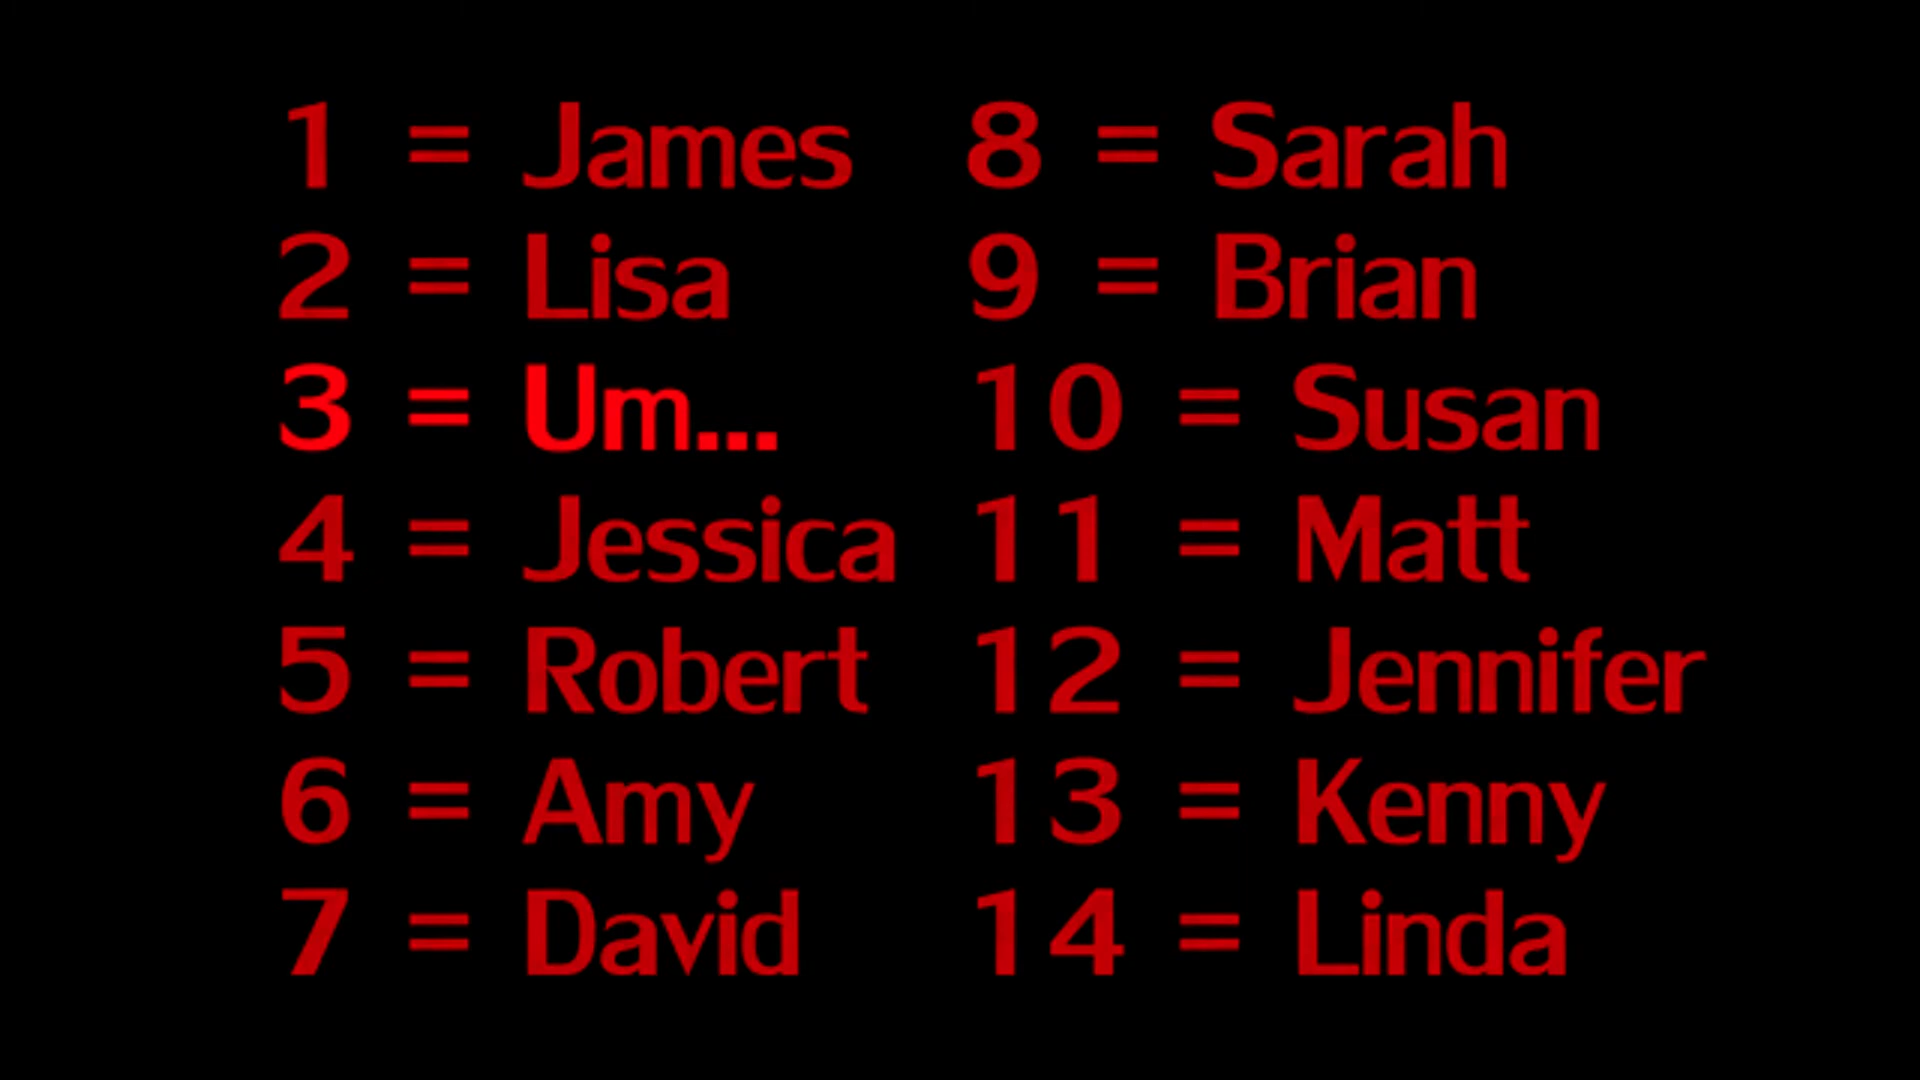 1 = James
2 = Lisa
3 = Um...
4 = Jessica
5 = Robert
6 = Amy
7 = David
8 = Sarah
9 = Brian
10 = Susan
11 = Matt
12 = Jennifer
13 = Kenny
14 = Linda